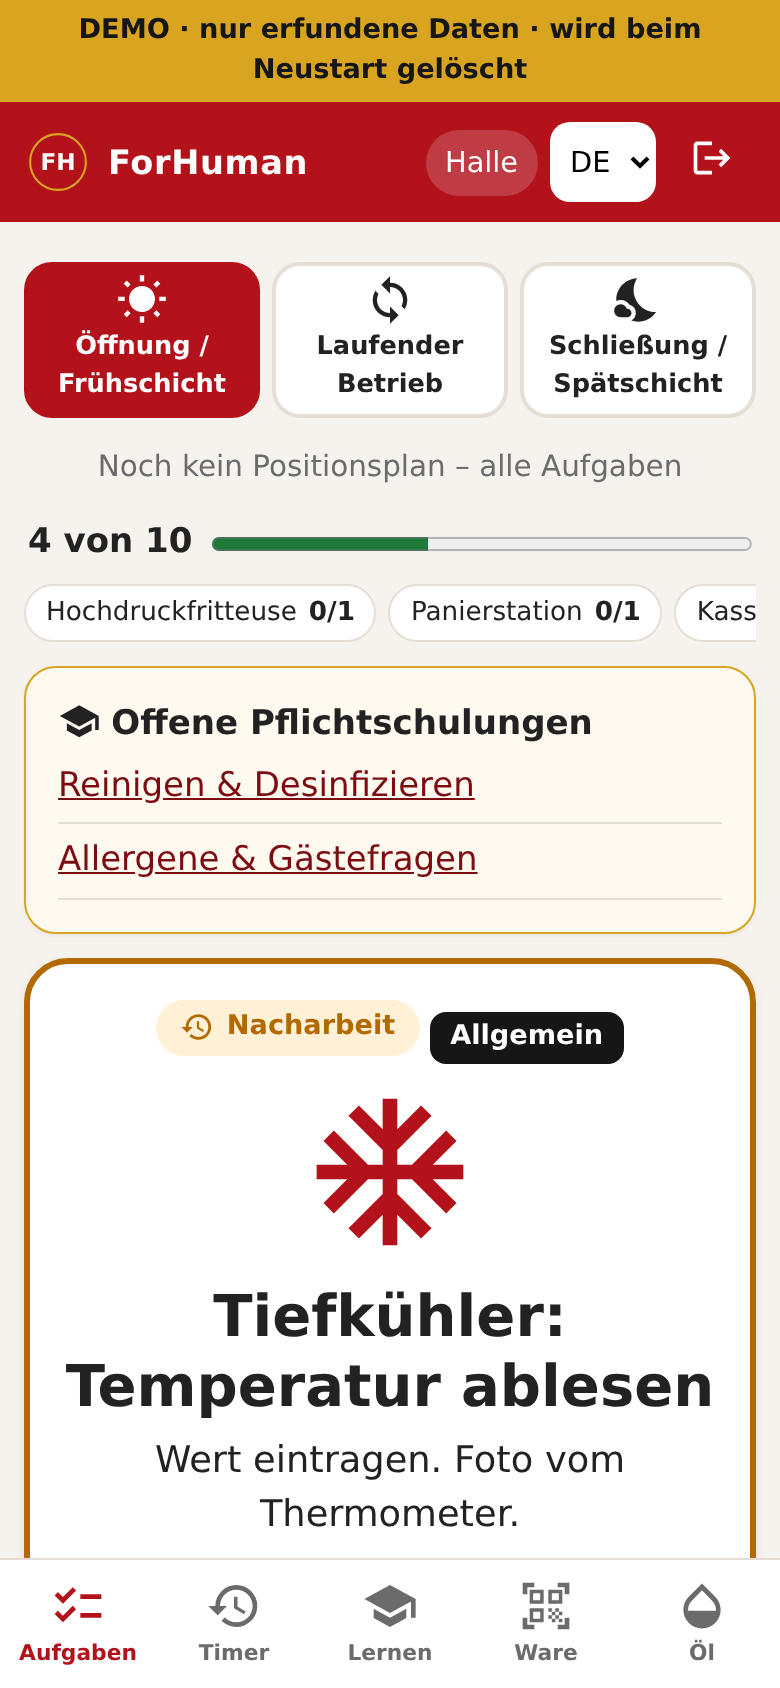 DEMO · nur erfundene Daten · wird beim
Neustart gelöscht
FH ForHuman Halle DE
Öffnung /
Frühschicht
Laufender
Betrieb
Schließung /
Spätschicht
Noch kein Positionsplan – alle Aufgaben
4 von 10
Hochdruckfritteuse 0/1 Panierstation 0/1 Kass
Offene Pflichtschulungen
Reinigen & Desinfizieren
Allergene & Gästefragen
Nacharbeit Allgemein
Tiefkühler:
Temperatur ablesen
Wert eintragen. Foto vom
Thermometer.
Aufgaben Timer Lernen Ware Öl